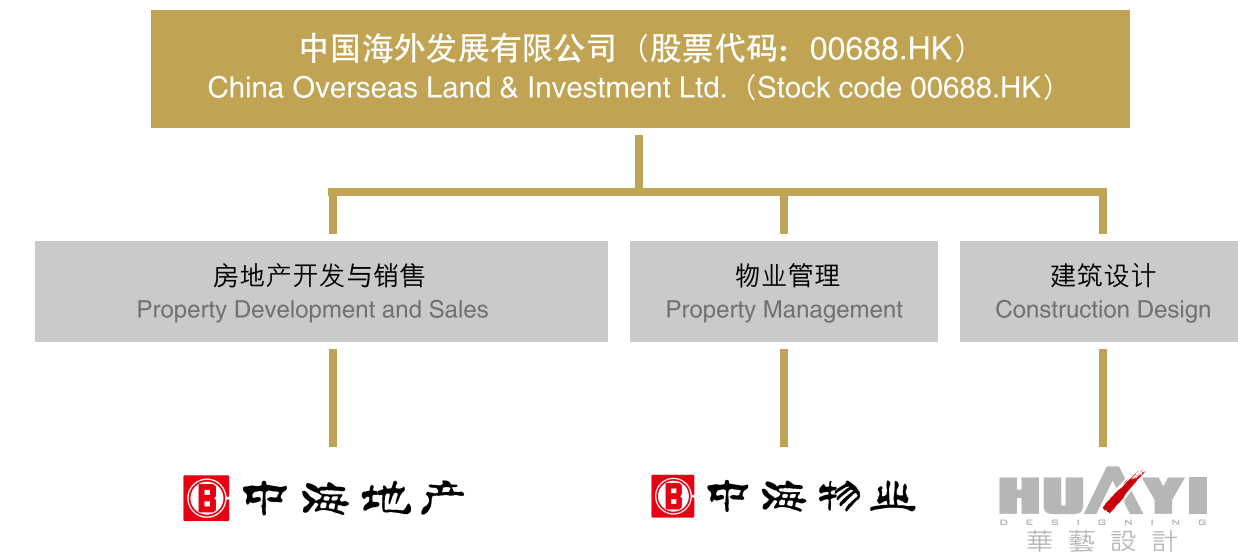 中国海外发展有限公司（股票代码：00688.HK）
China Overseas Land & Investment Ltd.（Stock code 00688.HK）
房地产开发与销售
Property Development and Sales
物业管理
Property Management
建筑设计
Construction Design
中海地产
中海物业
HUAYI
DESIGNING
華藝設計